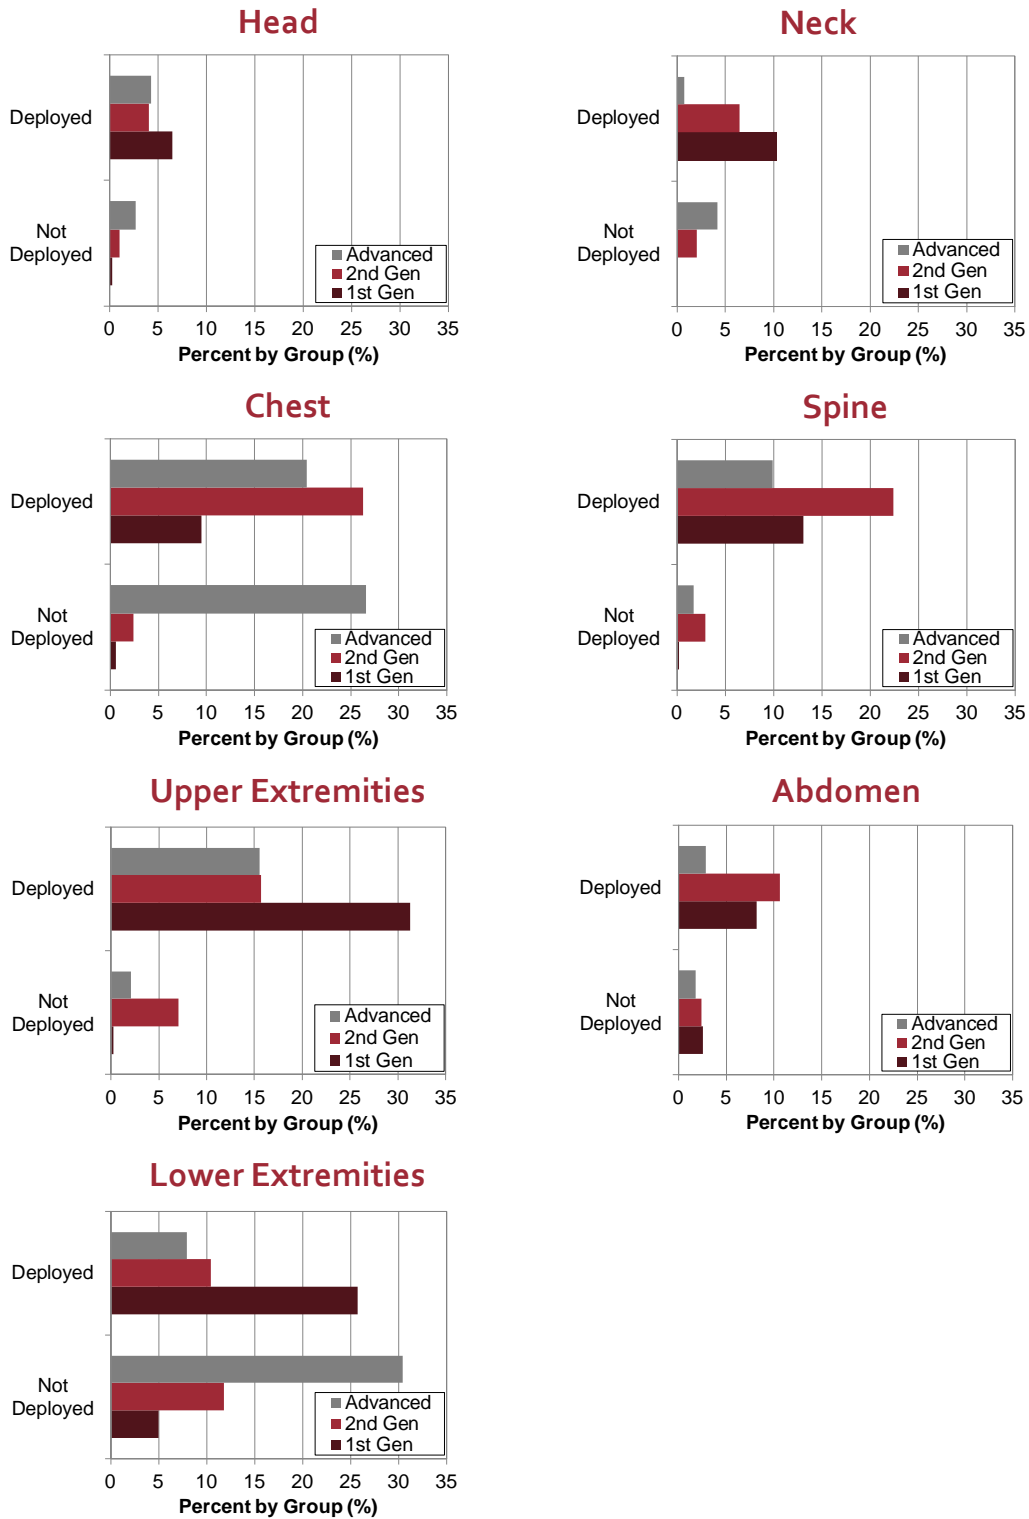 Head
Deployed
Not
Deployed
Advanced
2nd Gen
1st Gen
0 5 10 15 20 25 30 35
Percent by Group (%)
Neck
Deployed
Not
Deployed
Advanced
2nd Gen
1st Gen
0 5 10 15 20 25 30 35
Percent by Group (%)
Chest
Deployed
Not
Deployed
Advanced
2nd Gen
1st Gen
0 5 10 15 20 25 30 35
Percent by Group (%)
Spine
Deployed
Not
Deployed
Advanced
2nd Gen
1st Gen
0 5 10 15 20 25 30 35
Percent by Group (%)
Upper Extremities
Deployed
Not
Deployed
Advanced
2nd Gen
1st Gen
0 5 10 15 20 25 30 35
Percent by Group (%)
Abdomen
Deployed
Not
Deployed
Advanced
2nd Gen
1st Gen
0 5 10 15 20 25 30 35
Percent by Group (%)
Lower Extremities
Deployed
Not
Deployed
Advanced
2nd Gen
1st Gen
0 5 10 15 20 25 30 35
Percent by Group (%)